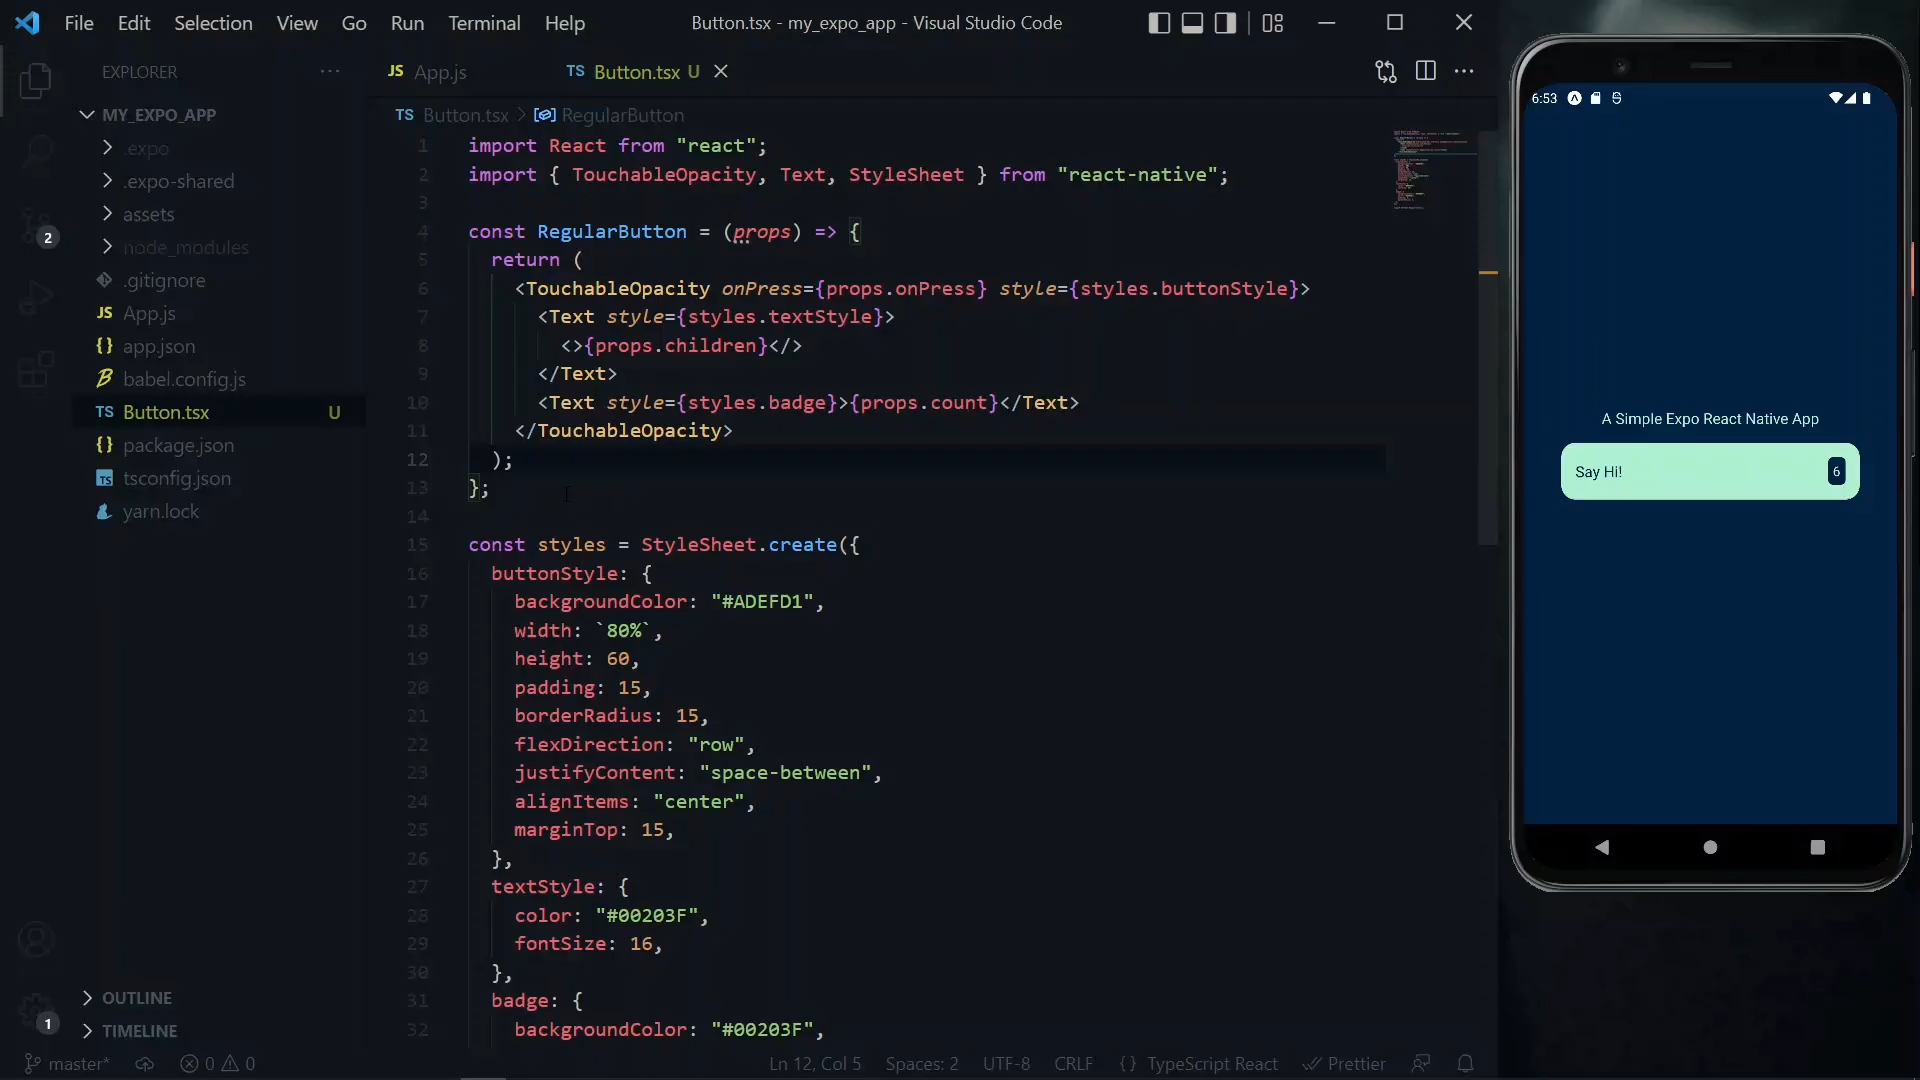 File Edit Selection View Go Run Terminal Help
Button.tsx - my_expo_app - Visual Studio Code
EXPLORER
MY_EXPO_APP
.expo
.expo-shared
assets
node_modules
.gitignore
JS App.js
{} app.json
babel.config.js
TS Button.tsx U
{} package.json
TS tsconfig.json
yarn.lock
2
OUTLINE
TIMELINE
1
JS App.js
TS Button.tsx U
TS Button.tsx > RegularButton
1 import React from "react";
2 import { TouchableOpacity, Text, StyleSheet } from "react-native";
3
4 const RegularButton = (props) => {
5 return (
6 <TouchableOpacity onPress={props.onPress} style={styles.buttonStyle}>
7 <Text style={styles.textStyle}>
8 <>{props.children}</>
9 </Text>
10 <Text style={styles.badge}>{props.count}</Text>
11 </TouchableOpacity>
12 );
13 };
14
15 const styles = StyleSheet.create({
16 buttonStyle: {
17 backgroundColor: "#ADEFD1",
18 width: `80%`,
19 height: 60,
20 padding: 15,
21 borderRadius: 15,
22 flexDirection: "row",
23 justifyContent: "space-between",
24 alignItems: "center",
25 marginTop: 15,
26 },
27 textStyle: {
28 color: "#00203F",
29 fontSize: 16,
30 },
31 badge: {
32 backgroundColor: "#00203F",
6:53
A Simple Expo React Native App
Say Hi! 6
master* 0 0
Ln 12, Col 5 Spaces: 2 UTF-8 CRLF {} TypeScript React Prettier